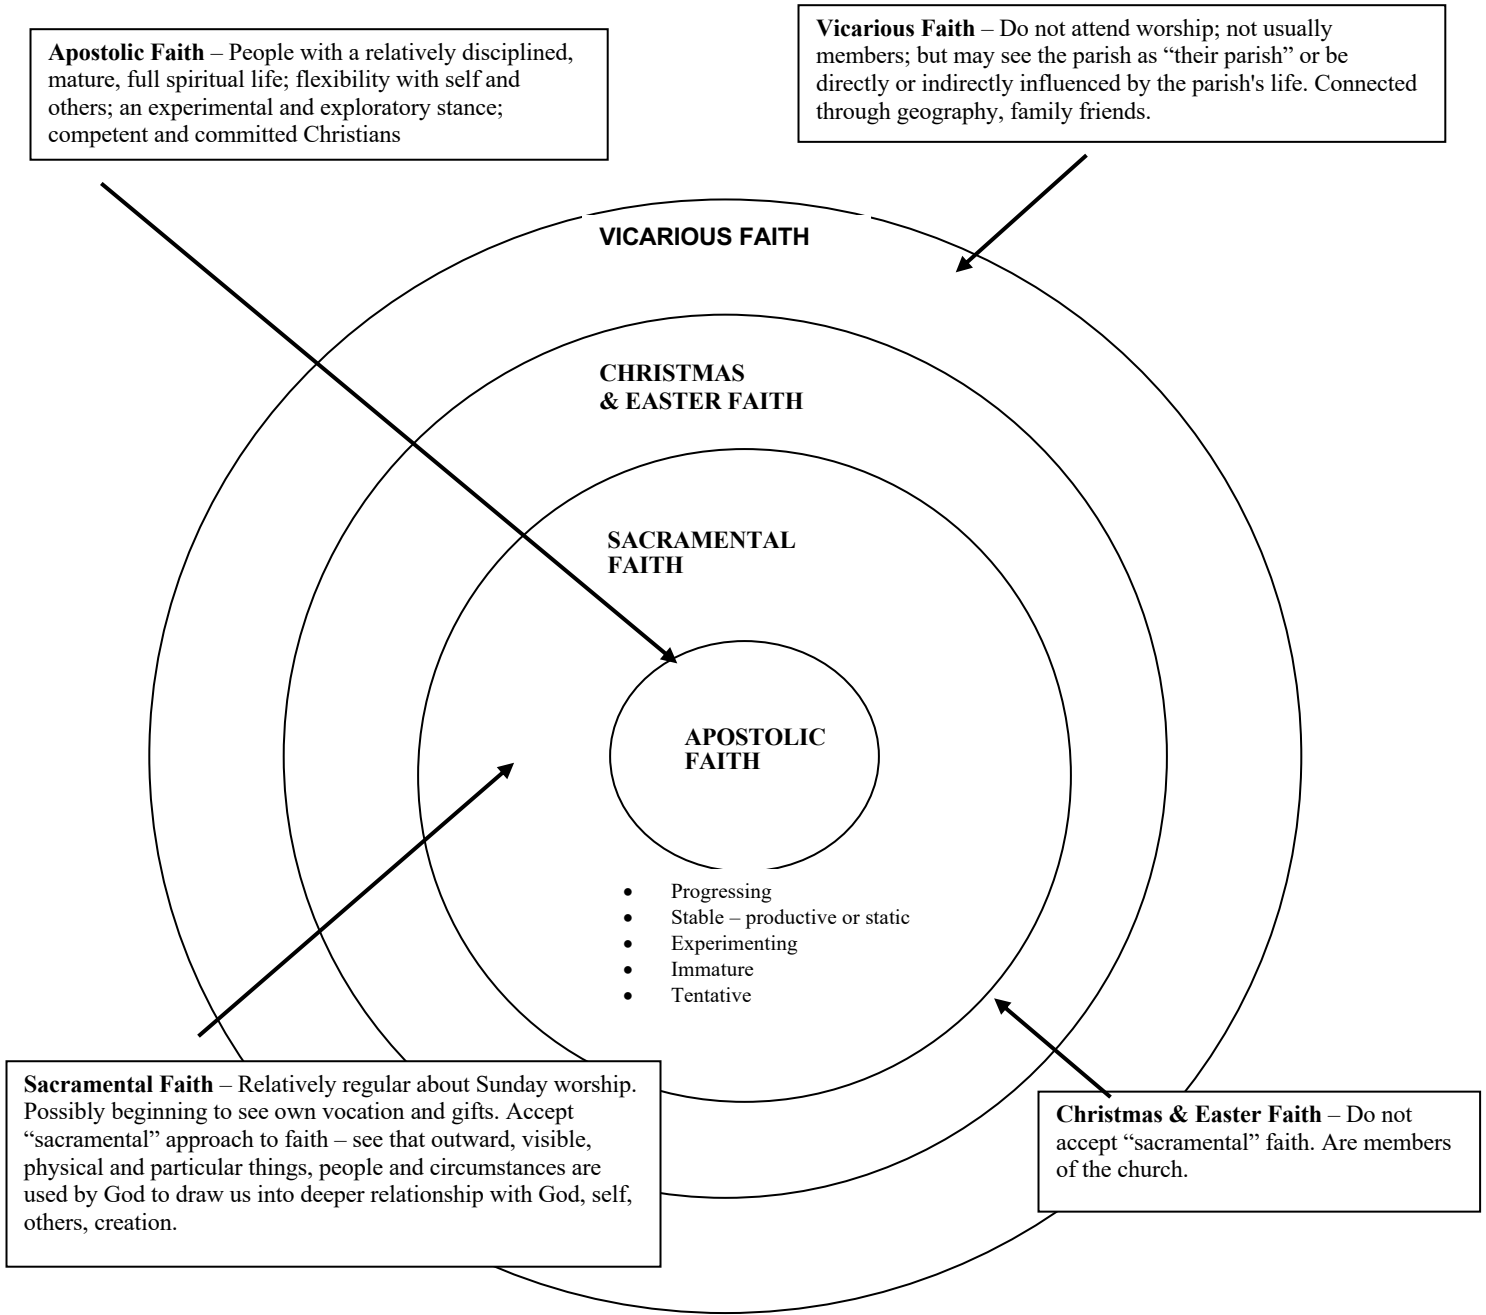 Apostolic Faith – People with a relatively disciplined,
mature, full spiritual life; flexibility with self and
others; an experimental and exploratory stance;
competent and committed Christians
Vicarious Faith – Do not attend worship; not usually
members; but may see the parish as “their parish” or be
directly or indirectly influenced by the parish's life. Connected
through geography, family friends.
VICARIOUS FAITH
CHRISTMAS
& EASTER FAITH
SACRAMENTAL
FAITH
APOSTOLIC
FAITH
• Progressing
• Stable – productive or static
• Experimenting
• Immature
• Tentative
Sacramental Faith – Relatively regular about Sunday worship.
Possibly beginning to see own vocation and gifts. Accept
“sacramental” approach to faith – see that outward, visible,
physical and particular things, people and circumstances are
used by God to draw us into deeper relationship with God, self,
others, creation.
Christmas & Easter Faith – Do not
accept “sacramental” faith. Are members
of the church.